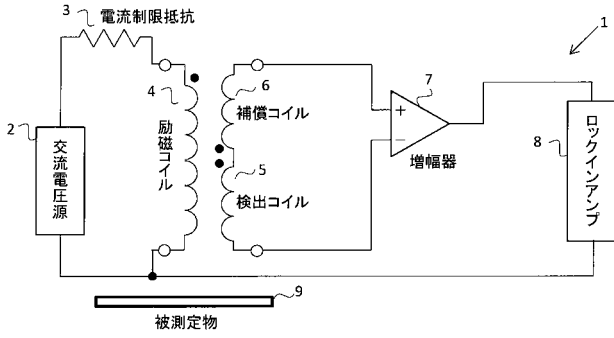 3
電流制限抵抗
1
2
交流電圧源
4
励磁コイル
6
補償コイル
5
検出コイル
7
+
−
増幅器
8
ロックインアンプ
9
被測定物